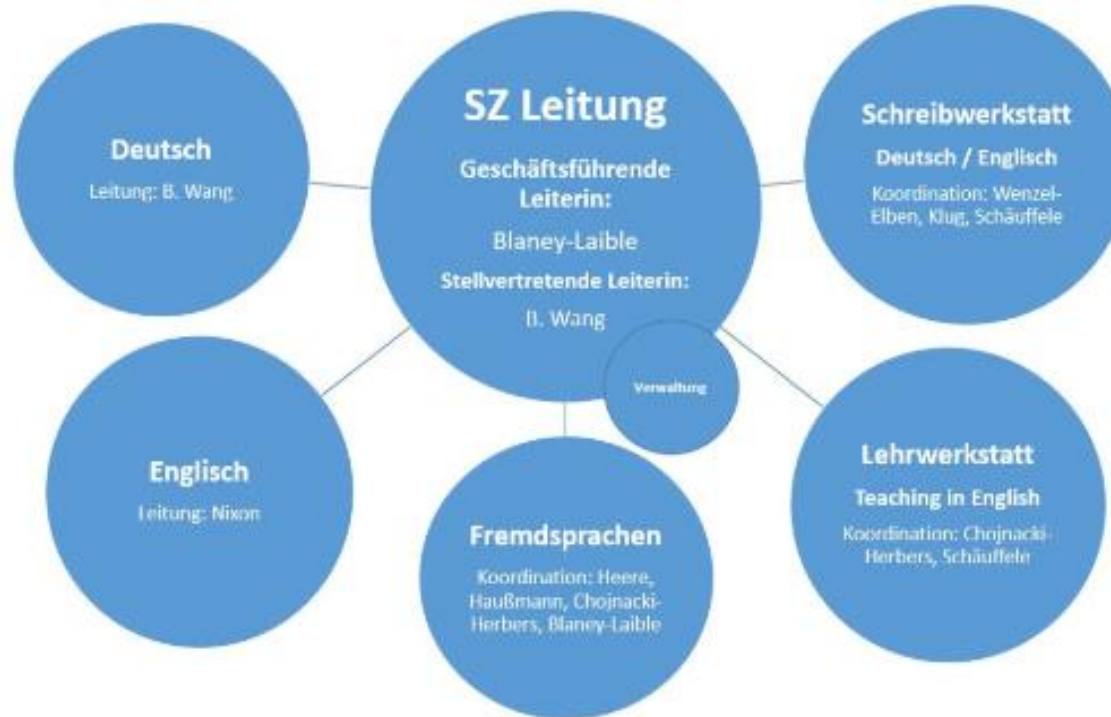 SZ Leitung
Geschäftsführende
Leiterin:
Blaney-Laible
Stellvertretende Leiterin:
B. Wang
Verwaltung
Deutsch
Leitung: B. Wang
Englisch
Leitung: Nixon
Fremdsprachen
Koordination: Heere,
Haußmann, Chojnacki-
Herbers, Blaney-Laible
Lehrwerkstatt
Teaching in English
Koordination: Chojnacki-
Herbers, Schäuffele
Schreibwerkstatt
Deutsch / Englisch
Koordination: Wenzel-
Elben, Klug, Schäuffele